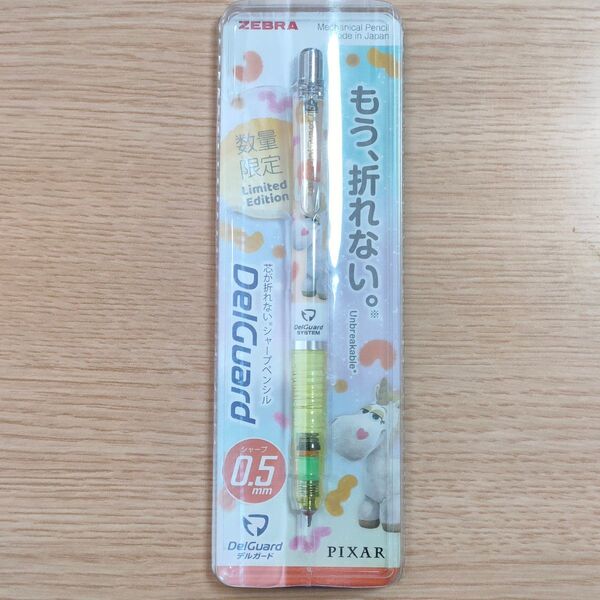 ZEBRA
Mechanical Pencil
Made in Japan
数量
限定
Limited
Edition
もう、折れない。※
Unbreakable*
芯が折れない。シャープペンシル
DelGuard
DelGuard
SYSTEM
シャープ
0.5
mm
DelGuard
デルガード
PIXAR